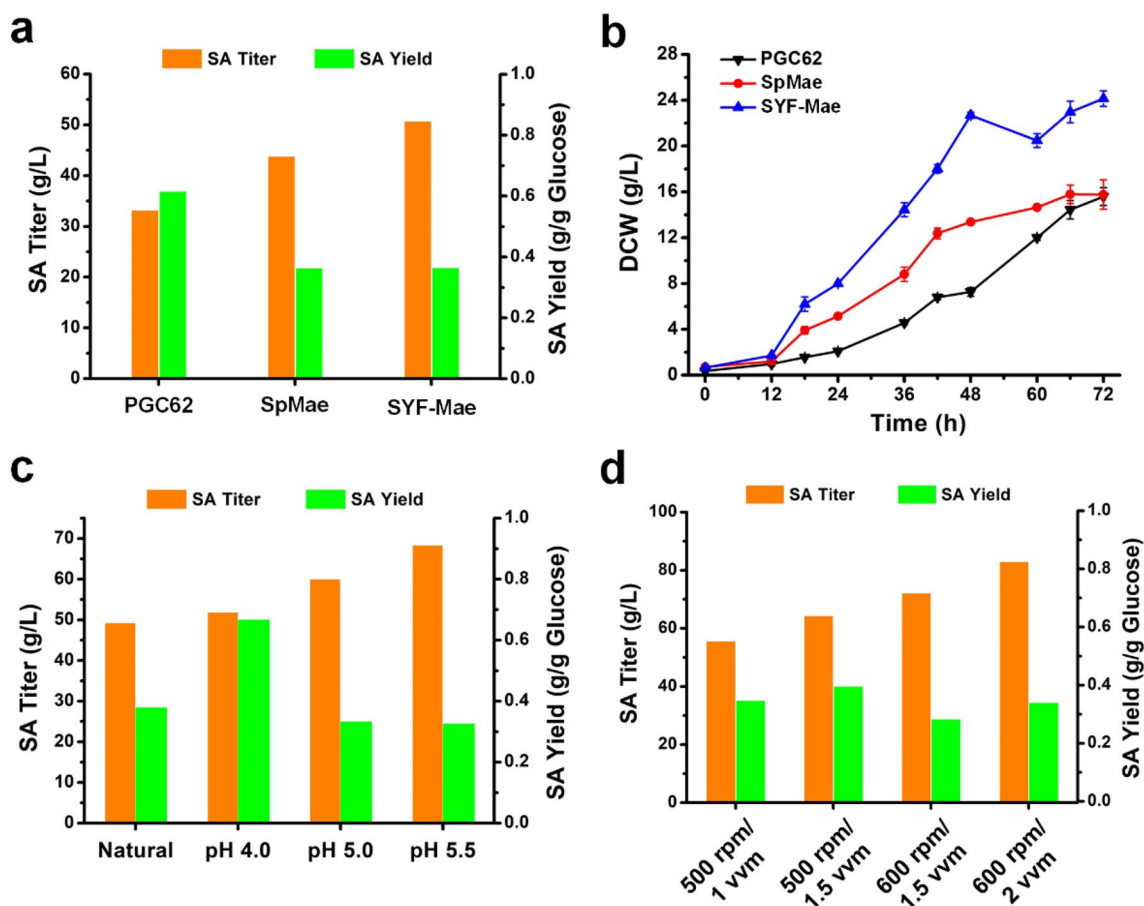 a
SA Titer SA Yield
60
50
40
30
20
10
0
SA Titer (g/L)
1.0
0.8
0.6
0.4
0.2
0.0
SA Yield (g/g Glucose)
PGC62 SpMae SYF-Mae
b
PGC62
SpMae
SYF-Mae
28
24
20
16
12
8
4
0
DCW (g/L)
0 12 24 36 48 60 72
Time (h)
c
SA Titer SA Yield
70
60
50
40
30
20
10
0
SA Titer (g/L)
1.0
0.8
0.6
0.4
0.2
0.0
SA Yield (g/g Glucose)
Natural pH 4.0 pH 5.0 pH 5.5
d
SA Titer SA Yield
100
80
60
40
20
0
SA Titer (g/L)
1.0
0.8
0.6
0.4
0.2
0.0
SA Yield (g/g Glucose)
500 rpm/
1 vvm
500 rpm/
1.5 vvm
600 rpm/
1.5 vvm
600 rpm/
2 vvm